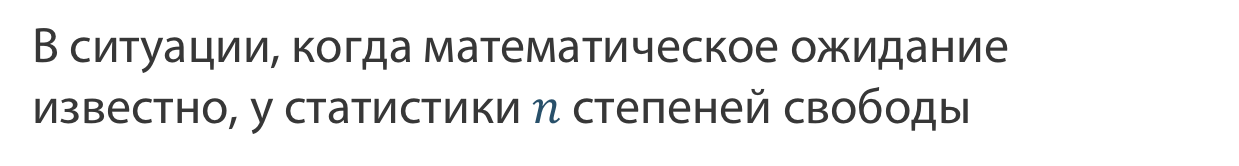 В ситуации, когда математическое ожидание
известно, у статистики n степеней свободы